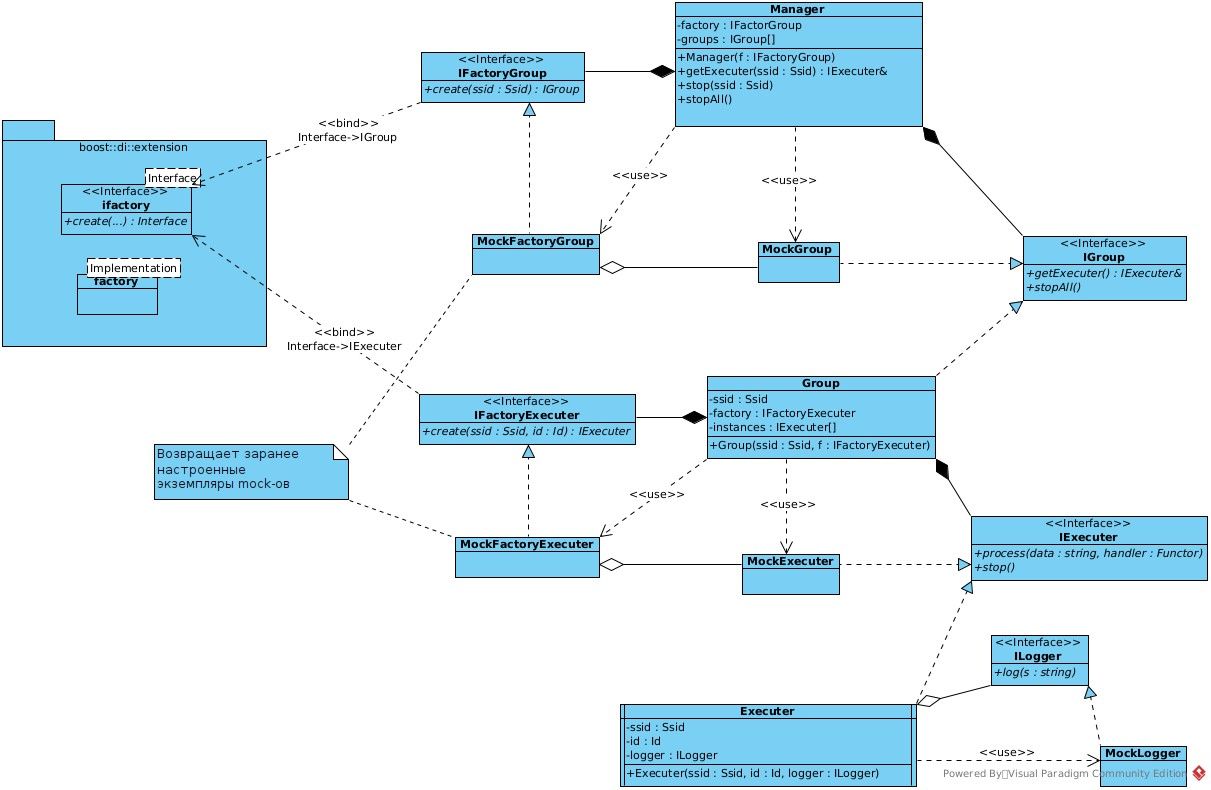 Manager
-factory : IFactorGroup
-groups : IGroup[]
+Manager(f : IFactoryGroup)
+getExecuter(ssid : Ssid) : IExecuter&
+stop(ssid : Ssid)
+stopAll()
<<Interface>>
IFactoryGroup
+create(ssid : Ssid) : IGroup
<<bind>>
Interface->IGroup
boost::di::extension
Interface
<<Interface>>
ifactory
+create(...) : Interface
Implementation
factory
<<use>>
<<use>>
MockFactoryGroup
MockGroup
<<Interface>>
IGroup
+getExecuter() : IExecuter&
+stopAll()
<<bind>>
Interface->IExecuter
<<Interface>>
IFactoryExecuter
+create(ssid : Ssid, id : Id) : IExecuter
Group
-ssid : Ssid
-factory : IFactoryExecuter
-instances : IExecuter[]
+Group(ssid : Ssid, f : IFactoryExecuter)
Возвращает заранее
настроенные
экземпляры mock-ов
<<use>>
<<use>>
MockFactoryExecuter
MockExecuter
<<Interface>>
IExecuter
+process(data : string, handler : Functor)
+stop()
<<Interface>>
ILogger
+log(s : string)
Executer
-ssid : Ssid
-id : Id
-logger : ILogger
+Executer(ssid : Ssid, id : Id, logger : ILogger)
<<use>>
MockLogger
Powered By Visual Paradigm Community Edition